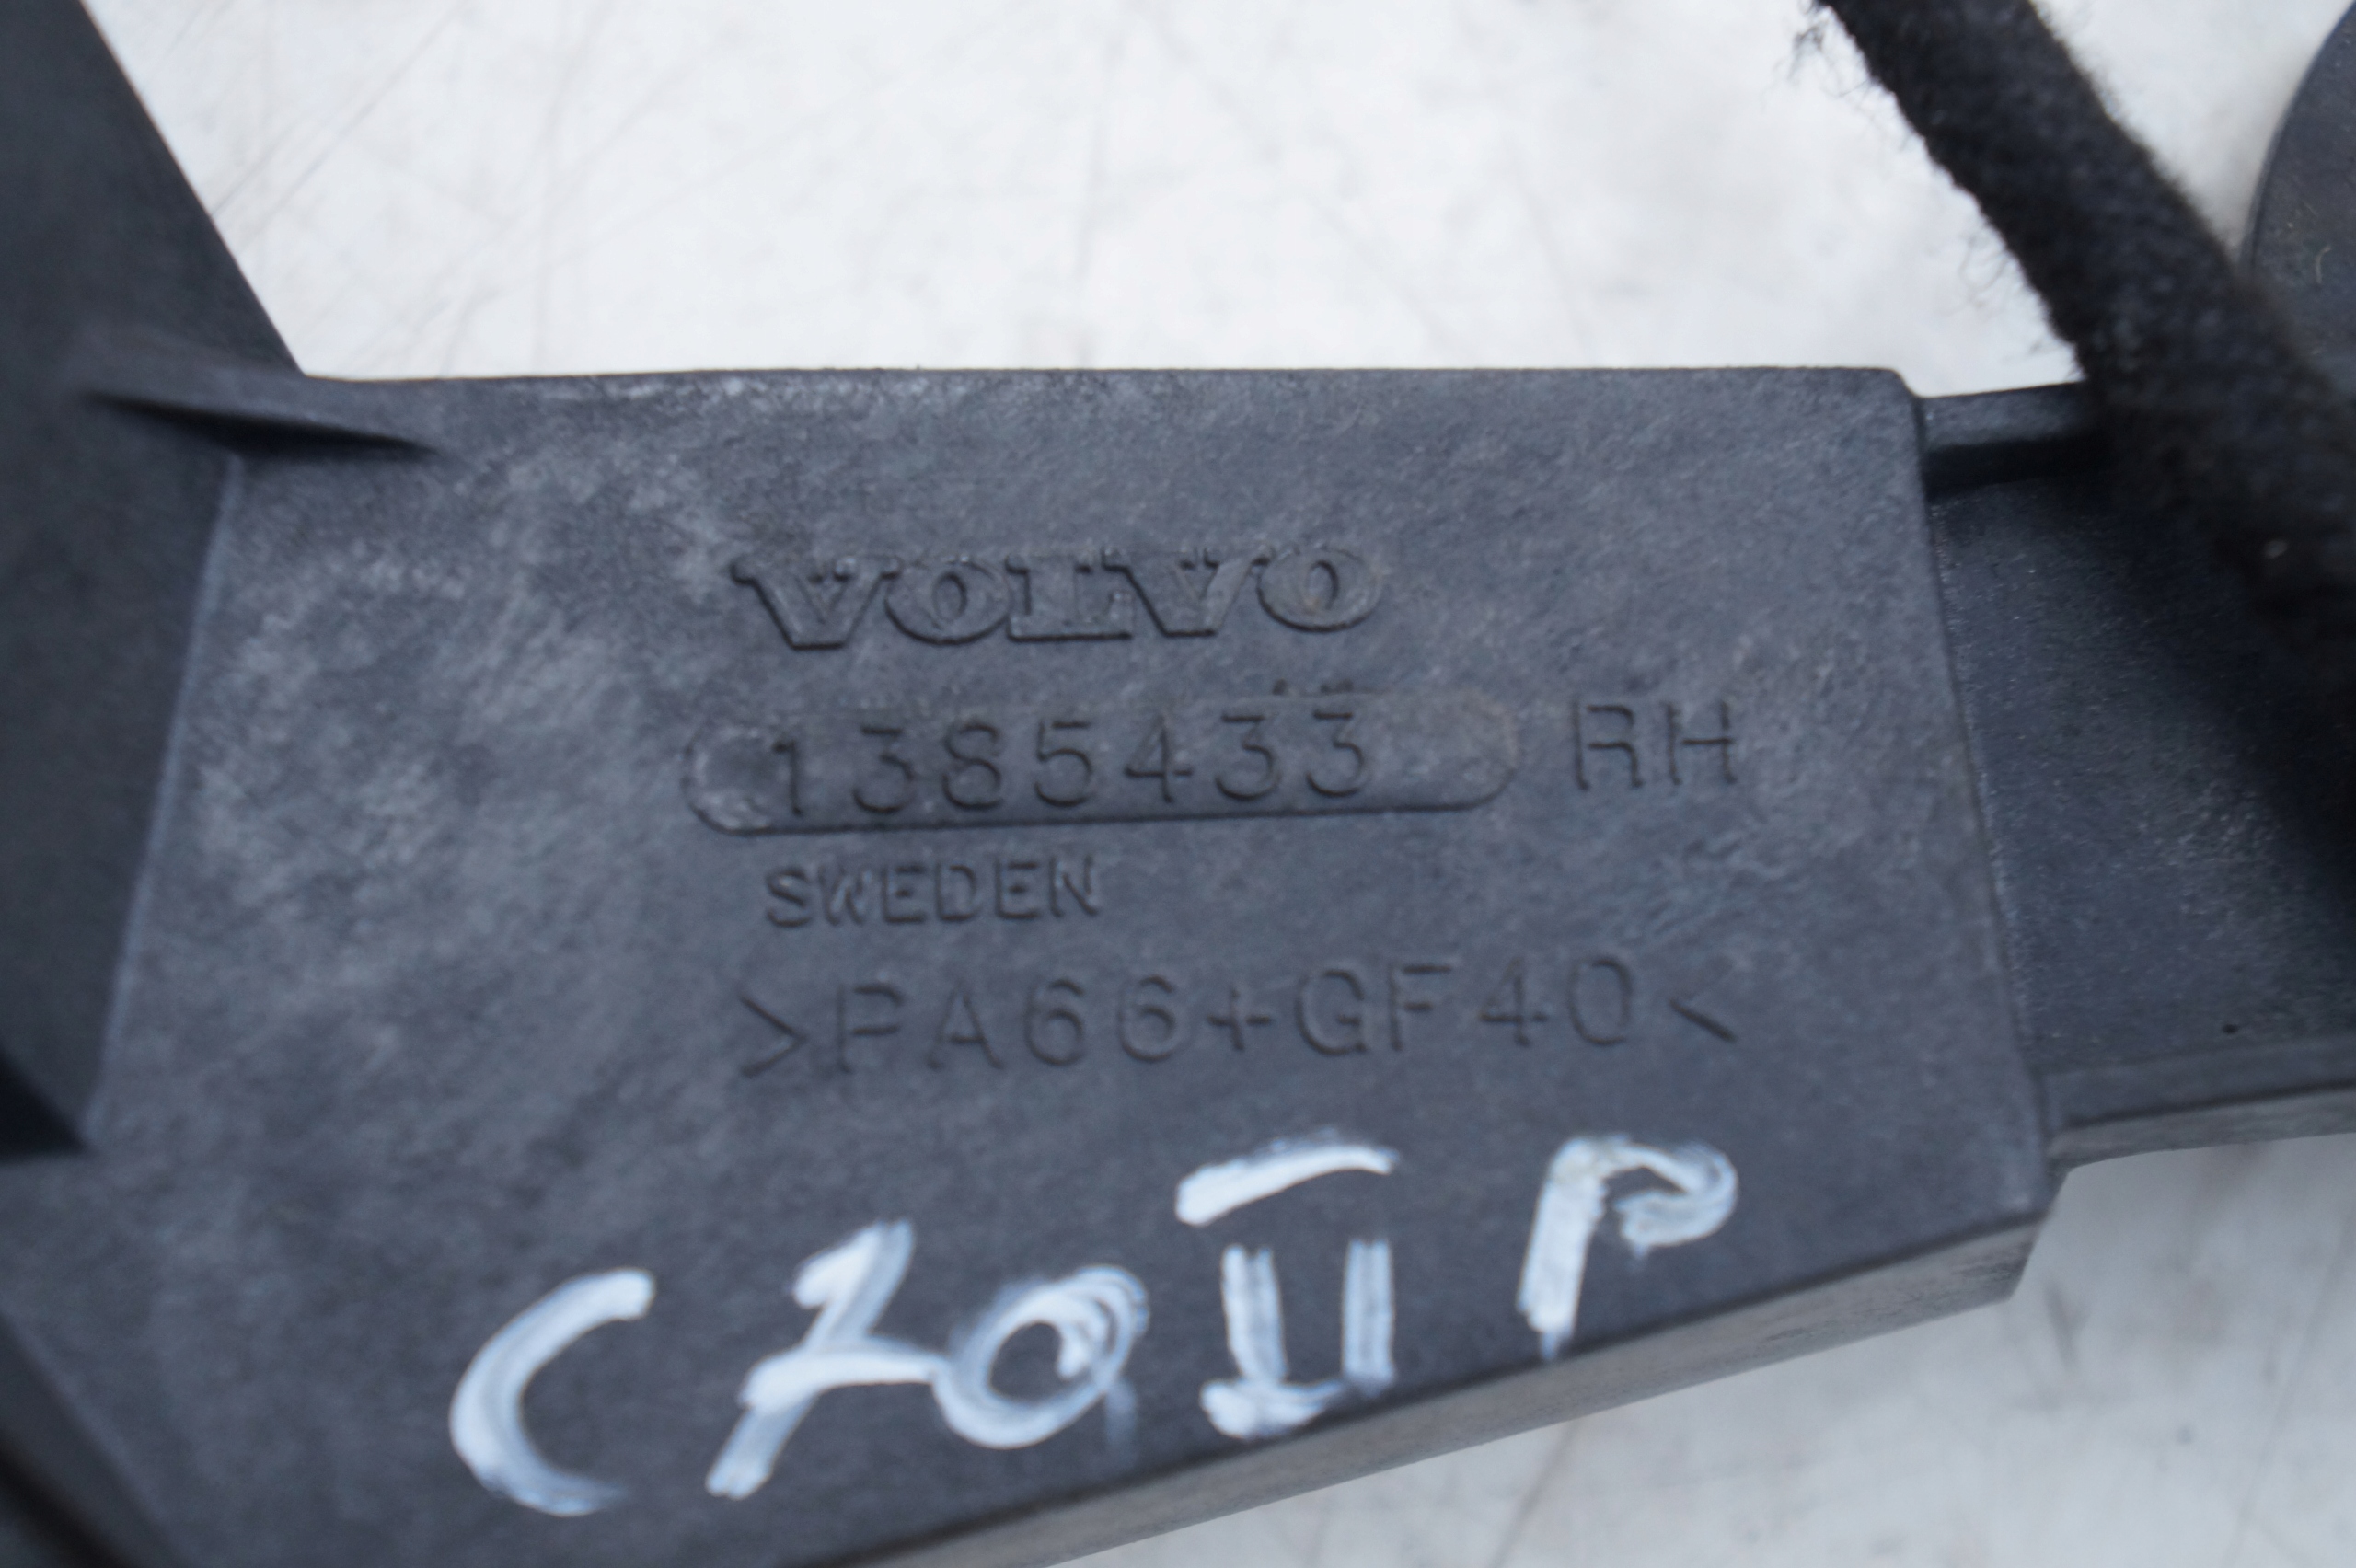 VOLVO
1385433 RH
SWEDEN
>PA66+GF40<
C70 II P